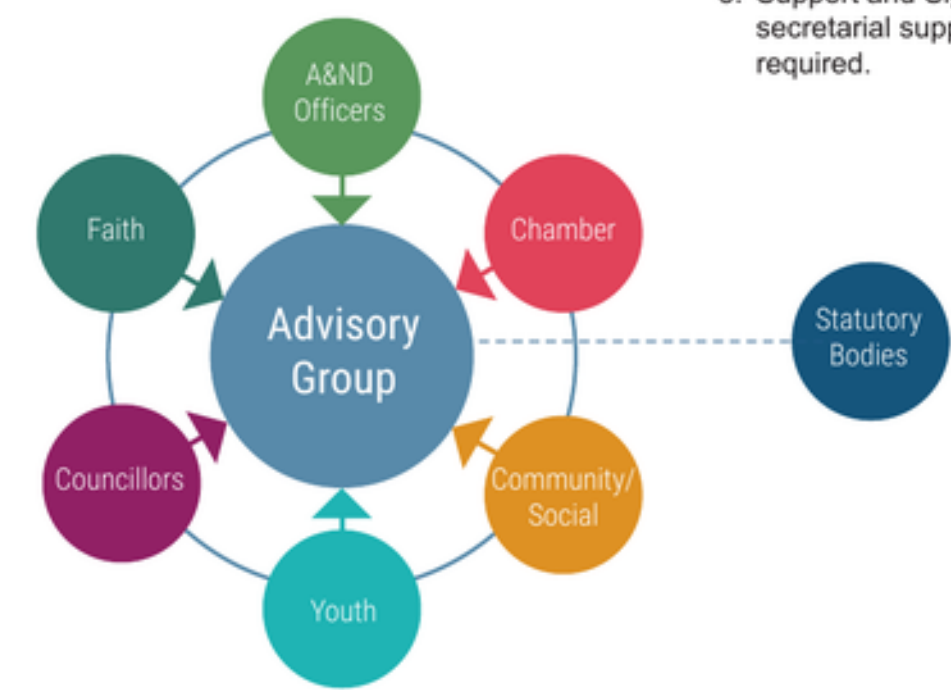 secretarial supp
required.
A&ND
Officers
Faith
Chamber
Advisory
Group
Statutory
Bodies
Councillors
Community/
Social
Youth